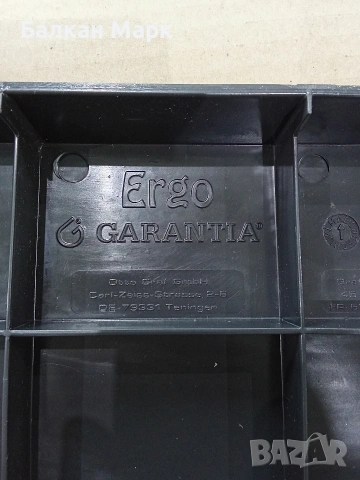 Балкан Марк
Ergo
GARANTIA®
Otto Graf GmbH
Carl-Zeiss-Strasse 2-6
DE-79331 Teningen
BAZAR